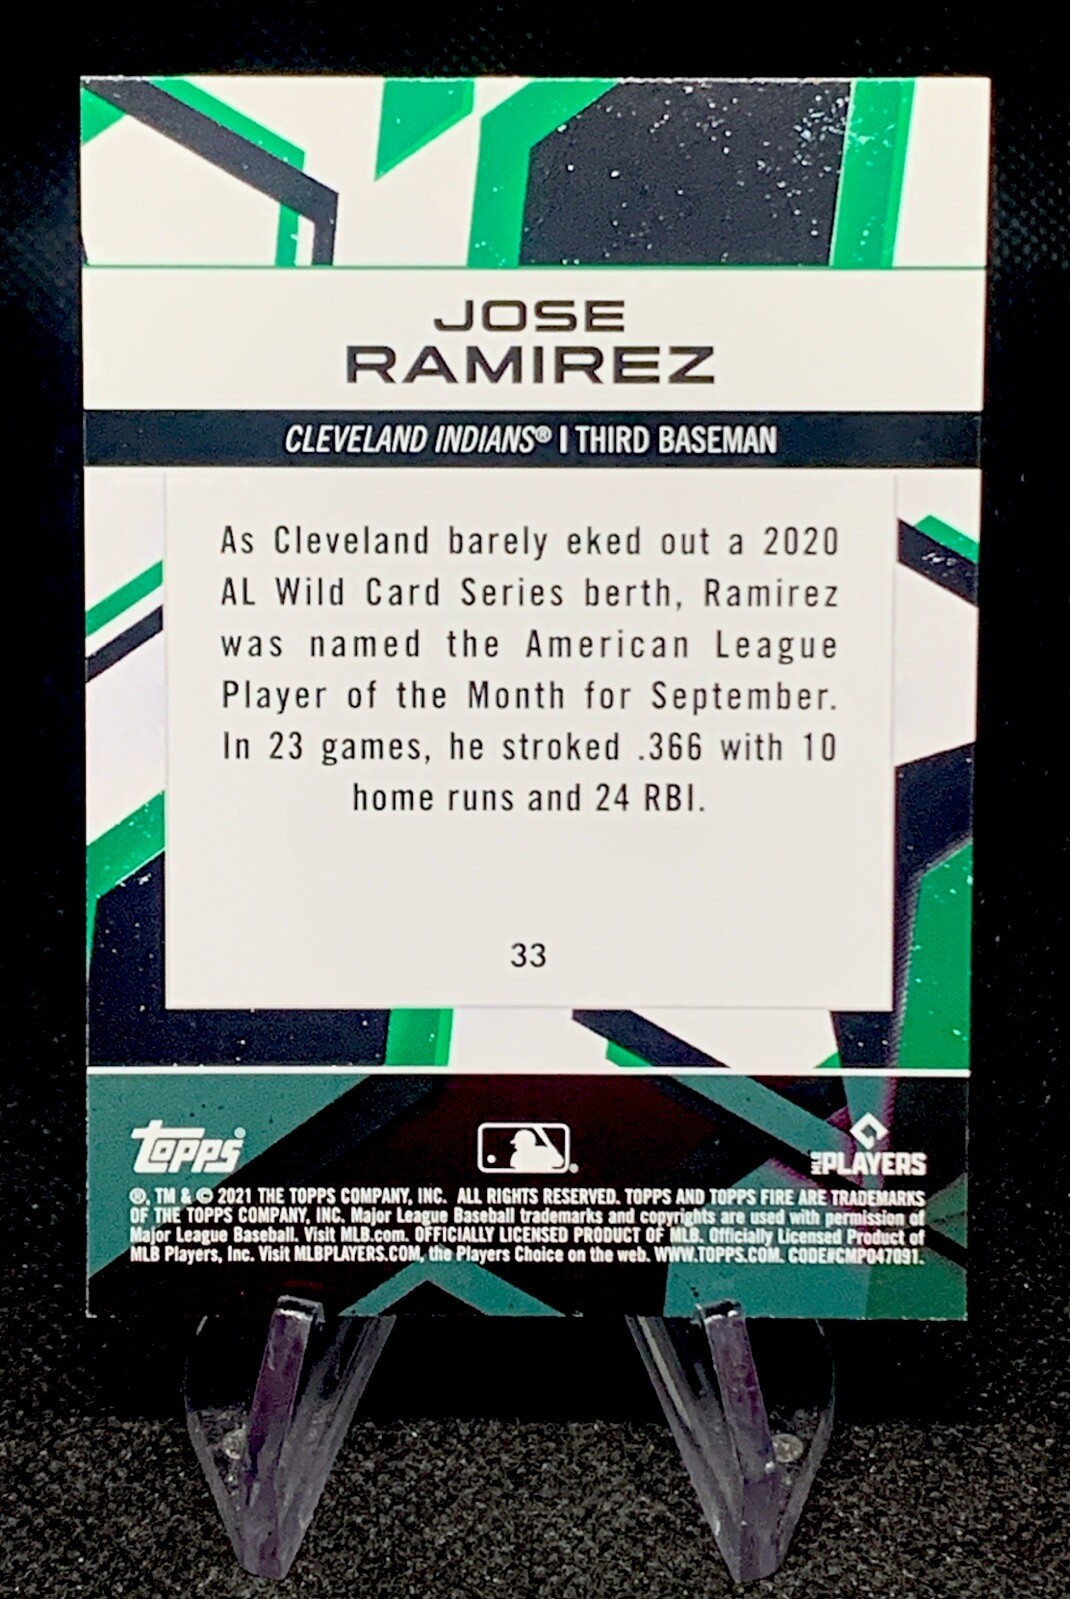 JOSE
RAMIREZ
CLEVELAND INDIANS® | THIRD BASEMAN
As Cleveland barely eked out a 2020
AL Wild Card Series berth, Ramirez
was named the American League
Player of the Month for September.
In 23 games, he stroked .366 with 10
home runs and 24 RBI.
33
topps®
MLB PLAYERS
®, TM & © 2021 THE TOPPS COMPANY, INC. ALL RIGHTS RESERVED. TOPPS AND TOPPS FIRE ARE TRADEMARKS
OF THE TOPPS COMPANY, INC. Major League Baseball trademarks and copyrights are used with permission of
Major League Baseball. Visit MLB.com. OFFICIALLY LICENSED PRODUCT OF MLB. Officially Licensed Product of
MLB Players, Inc. Visit MLBPLAYERS.COM, the Players Choice on the web. WWW.TOPPS.COM. CODE#CMP047091.